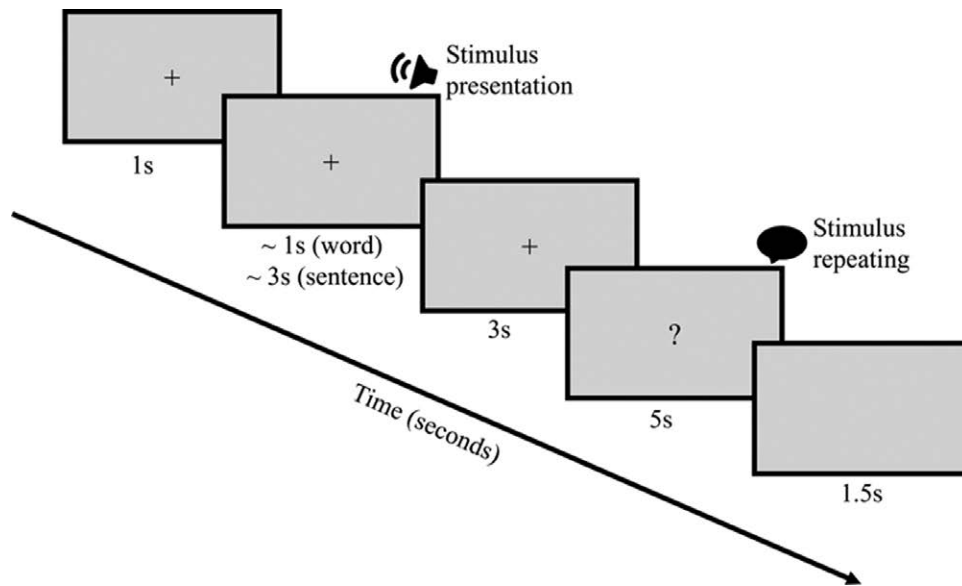 +
1s
Stimulus
presentation
+
~ 1s (word)
~ 3s (sentence)
+
3s
Stimulus
repeating
?
5s
1.5s
Time (seconds)